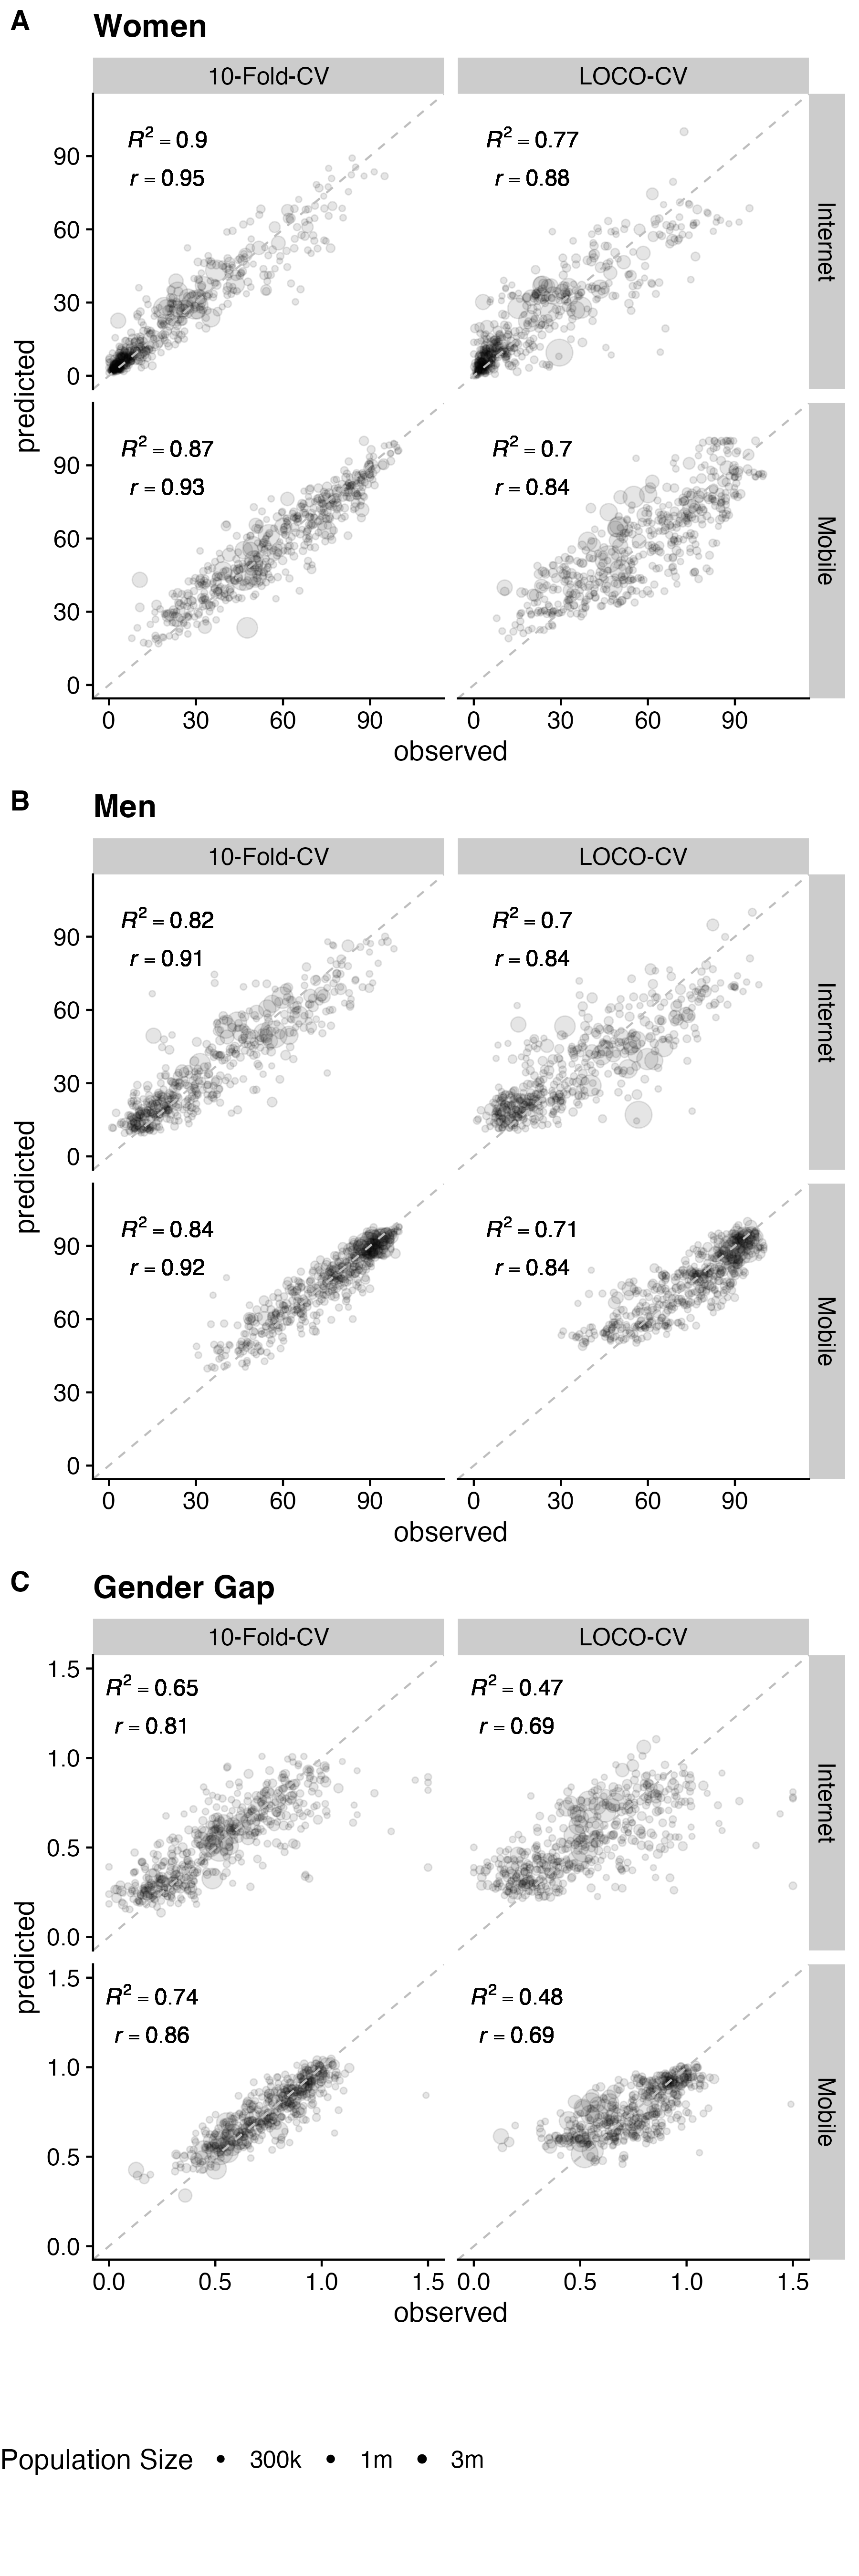 A Women
10-Fold-CV LOCO-CV
R² = 0.9 R² = 0.77
r = 0.95 r = 0.88
90
60
30
0
Internet
R² = 0.87 R² = 0.7
r = 0.93 r = 0.84
90
60
30
0
Mobile
predicted
0 30 60 90 0 30 60 90
observed
B Men
10-Fold-CV LOCO-CV
R² = 0.82 R² = 0.7
r = 0.91 r = 0.84
90
60
30
0
Internet
R² = 0.84 R² = 0.71
r = 0.92 r = 0.84
90
60
30
0
Mobile
predicted
0 30 60 90 0 30 60 90
observed
C Gender Gap
10-Fold-CV LOCO-CV
R² = 0.65 R² = 0.47
r = 0.81 r = 0.69
1.5
1.0
0.5
0.0
Internet
R² = 0.74 R² = 0.48
r = 0.86 r = 0.69
1.5
1.0
0.5
0.0
Mobile
predicted
0.0 0.5 1.0 1.5 0.0 0.5 1.0 1.5
observed
Population Size 300k 1m 3m